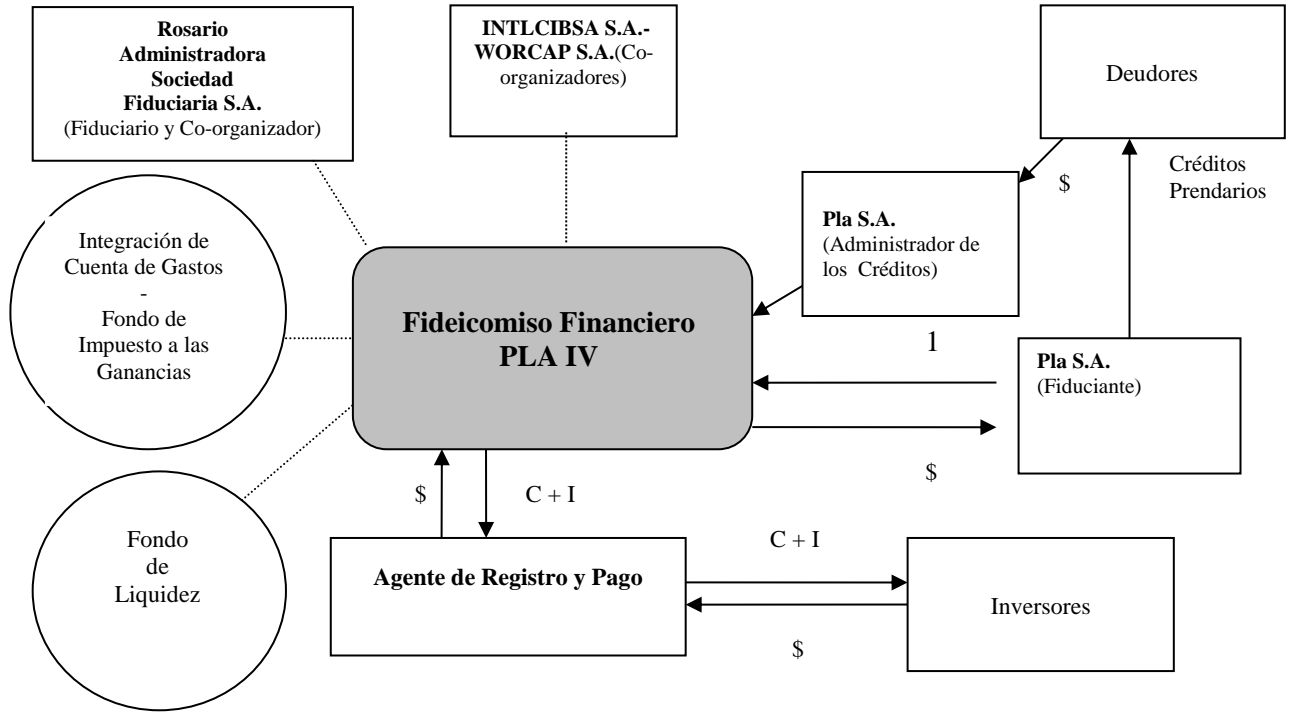 Rosario
Administradora
Sociedad
Fiduciaria S.A.
(Fiduciario y Co-organizador)
INTLCIBSA S.A.-
WORCAP S.A.(Co-
organizadores)
Deudores
Créditos
Prendarios
$
Pla S.A.
(Administrador de
los Créditos)
Integración de
Cuenta de Gastos
-
Fondo de
Impuesto a las
Ganancias
Fideicomiso Financiero
PLA IV
1
Pla S.A.
(Fiduciante)
$
$
C + I
Fondo
de
Liquidez
Agente de Registro y Pago
C + I
$
Inversores